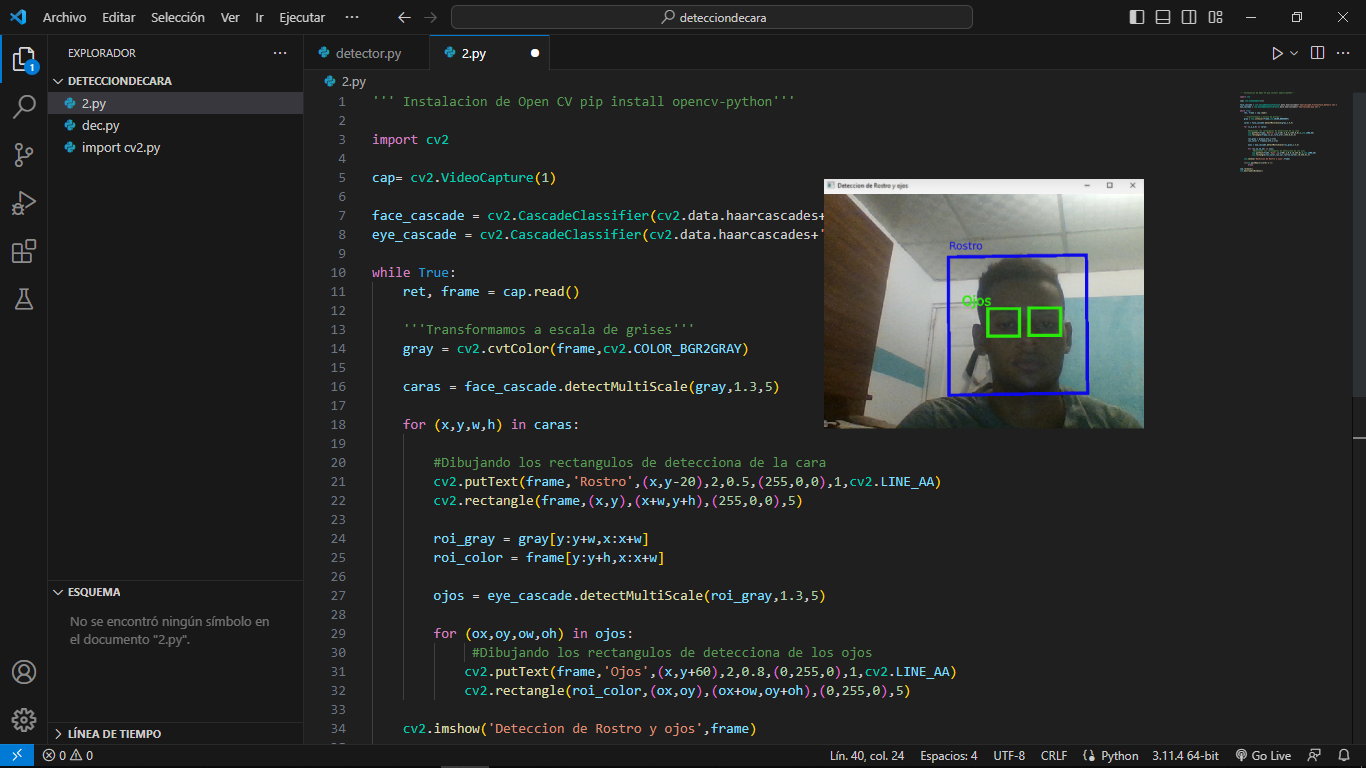 Archivo Editar Selección Ver Ir Ejecutar ··· detecciondecara
EXPLORADOR ···
DETECCIONDECARA
2.py
dec.py
import cv2.py
1
detector.py 2.py
2.py
1 ''' Instalacion de Open CV pip install opencv-python'''
2
3 import cv2
4
5 cap= cv2.VideoCapture(1)
6
7 face_cascade = cv2.CascadeClassifier(cv2.data.haarcascades+
8 eye_cascade = cv2.CascadeClassifier(cv2.data.haarcascades+'
9
10 while True:
11 ret, frame = cap.read()
12
13 '''Transformamos a escala de grises'''
14 gray = cv2.cvtColor(frame,cv2.COLOR_BGR2GRAY)
15
16 caras = face_cascade.detectMultiScale(gray,1.3,5)
17
18 for (x,y,w,h) in caras:
19
20 #Dibujando los rectangulos de detecciona de la cara
21 cv2.putText(frame,'Rostro',(x,y-20),2,0.5,(255,0,0),1,cv2.LINE_AA)
22 cv2.rectangle(frame,(x,y),(x+w,y+h),(255,0,0),5)
23
24 roi_gray = gray[y:y+w,x:x+w]
25 roi_color = frame[y:y+h,x:x+w]
26
27 ojos = eye_cascade.detectMultiScale(roi_gray,1.3,5)
28
29 for (ox,oy,ow,oh) in ojos:
30 #Dibujando los rectangulos de detecciona de los ojos
31 cv2.putText(frame,'Ojos',(x,y+60),2,0.8,(0,255,0),1,cv2.LINE_AA)
32 cv2.rectangle(roi_color,(ox,oy),(ox+ow,oy+oh),(0,255,0),5)
33
34 cv2.imshow('Deteccion de Rostro y ojos',frame)
Deteccion de Rostro y ojos
Rostro
Ojos
ESQUEMA
No se encontró ningún símbolo en
el documento "2.py".
LÍNEA DE TIEMPO
0 0 Lín. 40, col. 24 Espacios: 4 UTF-8 CRLF Python 3.11.4 64-bit Go Live